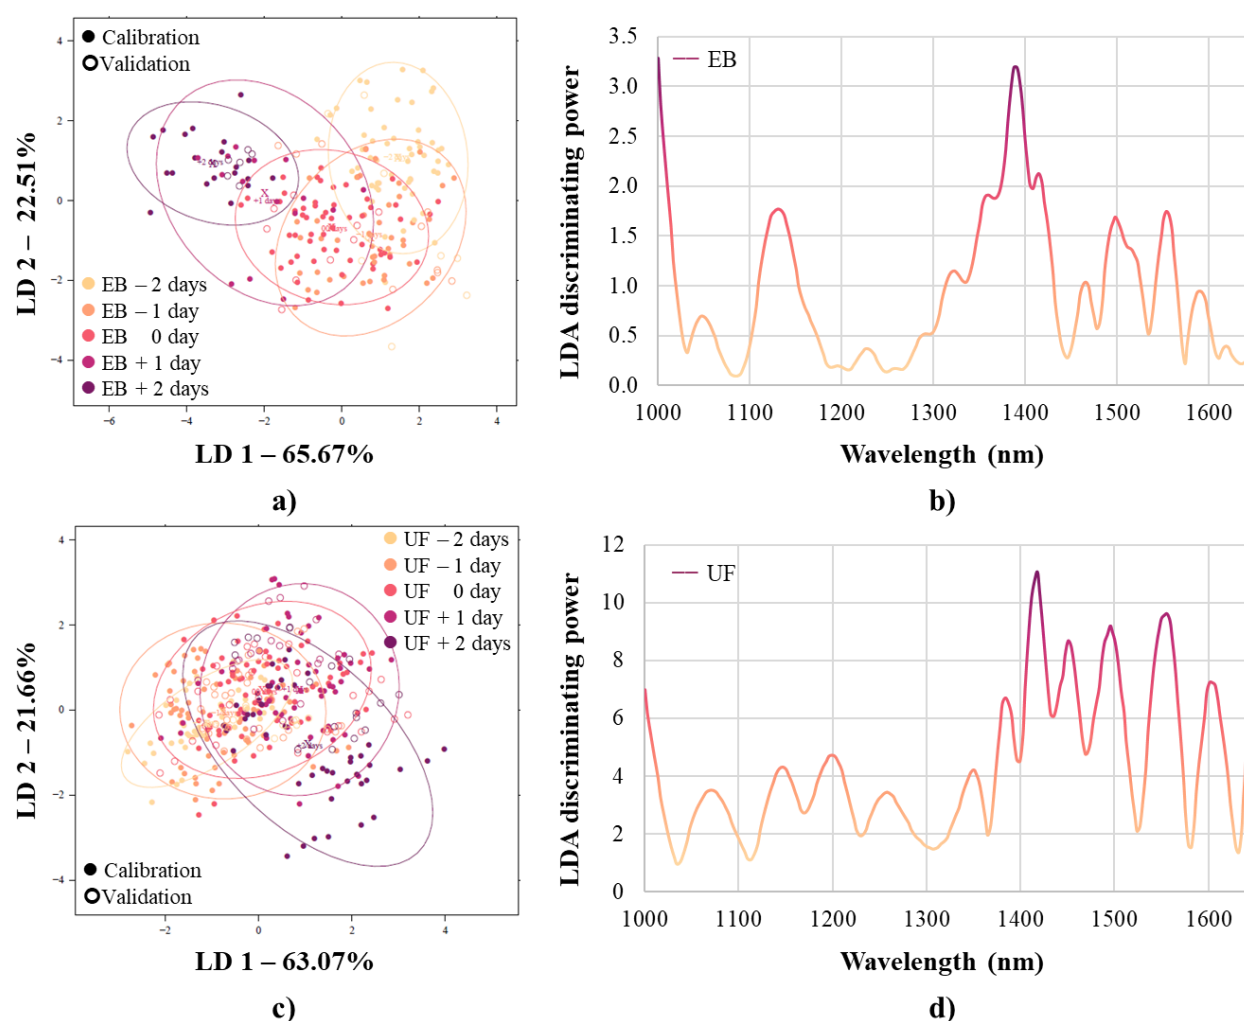 Calibration
Validation
4
2
0
−2
−4
LD 2 – 22.51%
EB – 2 days
EB – 1 day
EB 0 day
EB + 1 day
EB + 2 days
+2 days
X
+1 days
−6
−4
−2
0
2
4
LD 1 – 65.67%
a)
EB
3.5
3.0
2.5
2.0
1.5
1.0
0.5
0.0
LDA discriminating power
1000
1100
1200
1300
1400
1500
1600
Wavelength (nm)
b)
UF – 2 days
UF – 1 day
UF 0 day
UF + 1 day
UF + 2 days
4
2
0
−2
−4
LD 2 – 21.66%
Calibration
Validation
−2
0
2
4
LD 1 – 63.07%
c)
UF
12
10
8
6
4
2
0
LDA discriminating power
1000
1100
1200
1300
1400
1500
1600
Wavelength (nm)
d)